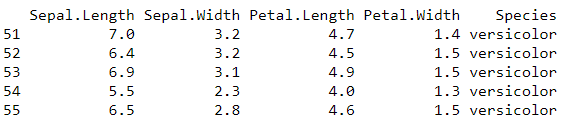 Sepal.Length Sepal.Width Petal.Length Petal.Width Species
51 7.0 3.2 4.7 1.4 versicolor
52 6.4 3.2 4.5 1.5 versicolor
53 6.9 3.1 4.9 1.5 versicolor
54 5.5 2.3 4.0 1.3 versicolor
55 6.5 2.8 4.6 1.5 versicolor